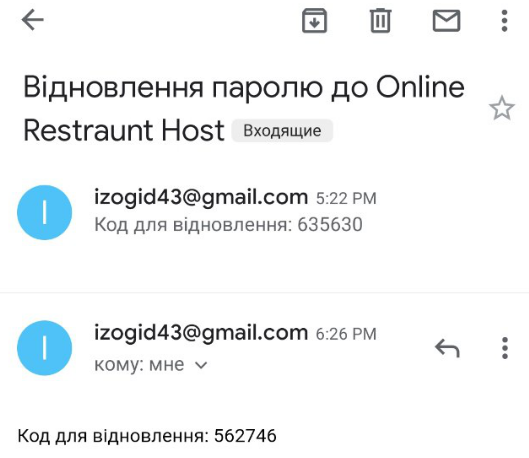 Відновлення паролю до Online
Restraunt Host Входящие
izogid43@gmail.com 5:22 PM
Код для відновлення: 635630
izogid43@gmail.com 6:26 PM
кому: мне
Код для відновлення: 562746